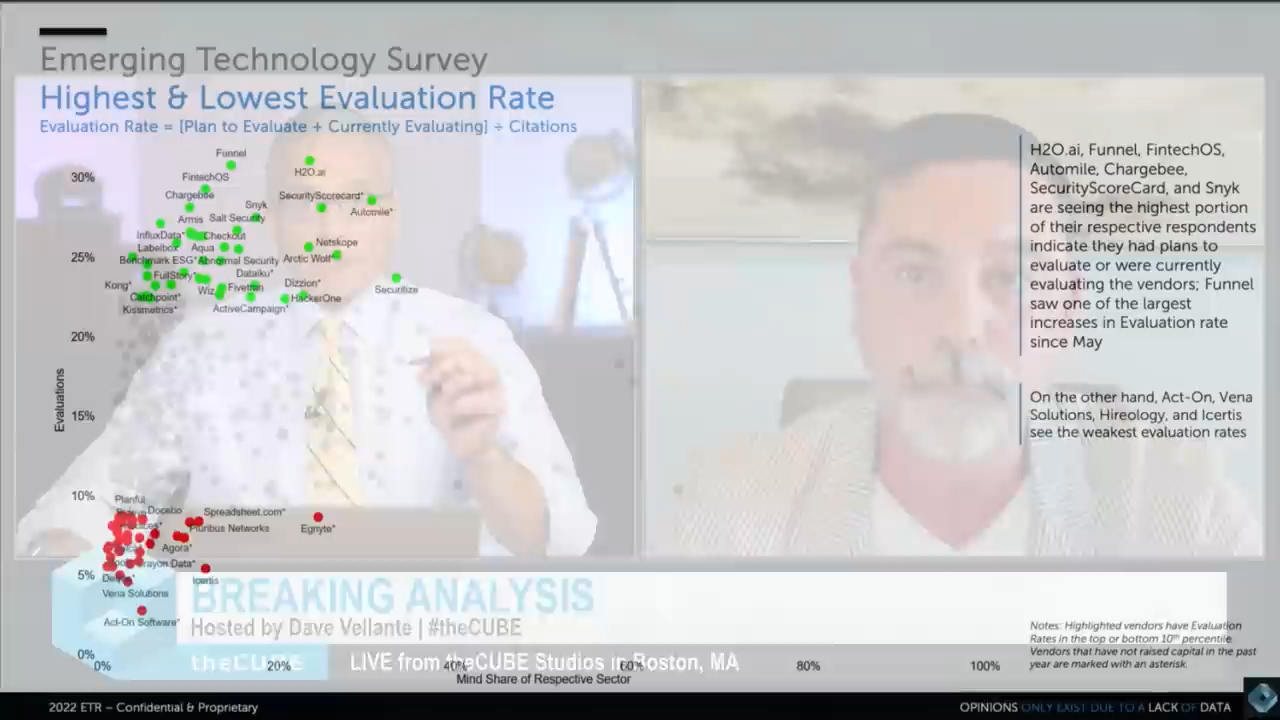 Emerging Technology Survey
Highest & Lowest Evaluation Rate
Evaluation Rate = [Plan to Evaluate + Currently Evaluating] ÷ Citations
30%
25%
20%
15%
10%
5%
0%
Evaluations
Funnel
H2O.ai
FintechOS
Chargebee
SecurityScorecard*
Automile*
Snyk
Armis
Salt Security
InfluxData*
Checkout
Labelbox
Aqua
Netskope
Benchmark ESG*
Abnormal Security
Arctic Wolf*
FullStory*
Dataiku*
Kong*
Wiz
Fivetran
Dizzion*
Securitize
Catchpoint*
HackerOne
Kissmetrics*
ActiveCampaign*
Planful
Docebo
Spreadsheet.com*
Pluribus Networks
Egnyte*
Agora*
Icertis
Vena Solutions
Act-On Software*
0%
20%
40%
60%
80%
100%
Mind Share of Respective Sector
H2O.ai, Funnel, FintechOS,
Automile, Chargebee,
SecurityScoreCard, and Snyk
are seeing the highest portion
of their respective respondents
indicate they had plans to
evaluate or were currently
evaluating the vendors; Funnel
saw one of the largest
increases in Evaluation rate
since May
On the other hand, Act-On, Vena
Solutions, Hireology, and Icertis
see the weakest evaluation rates
BREAKING ANALYSIS
Hosted by Dave Vellante | #theCUBE
theCUBE
LIVE from theCUBE Studios in Boston, MA
Notes: Highlighted vendors have Evaluation
Rates in the top or bottom 10th percentile.
Vendors that have not raised capital in the past
year are marked with an asterisk.
2022 ETR – Confidential & Proprietary
OPINIONS ONLY EXIST DUE TO A LACK OF DATA